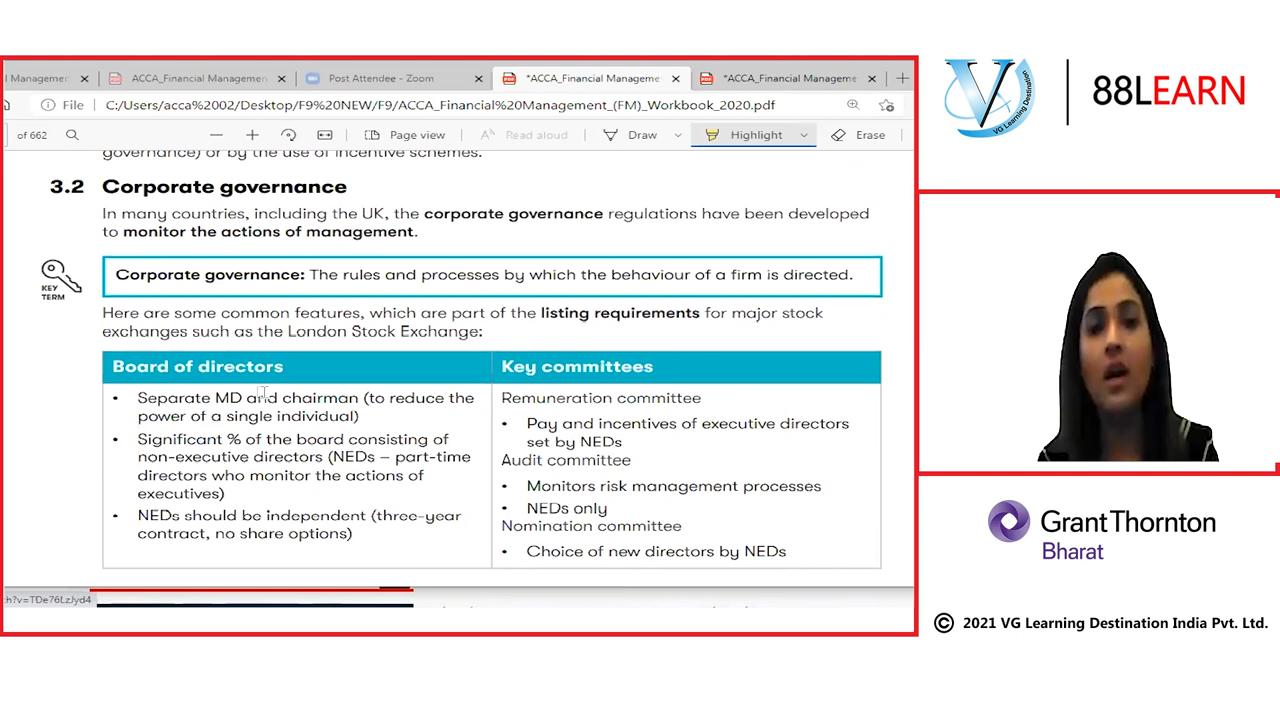 l Managemen
ACCA_Financial Managemen
Post Attendee - Zoom
*ACCA_Financial Manageme
*ACCA_Financial Manageme
File
C:/Users/acca%2002/Desktop/F9%20NEW/F9/ACCA_Financial%20Management_(FM)_Workbook_2020.pdf
of 662
Page view
Read aloud
Draw
Highlight
Erase
governance) or by the use of incentive schemes.
3.2 Corporate governance
In many countries, including the UK, the corporate governance regulations have been developed
to monitor the actions of management.
KEY
TERM
Corporate governance: The rules and processes by which the behaviour of a firm is directed.
Here are some common features, which are part of the listing requirements for major stock
exchanges such as the London Stock Exchange:
Board of directors
• Separate MD and chairman (to reduce the
power of a single individual)
• Significant % of the board consisting of
non-executive directors (NEDs – part-time
directors who monitor the actions of
executives)
• NEDs should be independent (three-year
contract, no share options)
Key committees
Remuneration committee
• Pay and incentives of executive directors
set by NEDs
Audit committee
• Monitors risk management processes
• NEDs only
Nomination committee
• Choice of new directors by NEDs
ch?v=TDe76LzJyd4
V
VG Learning Destination
88LEARN
Grant Thornton
Bharat
© 2021 VG Learning Destination India Pvt. Ltd.